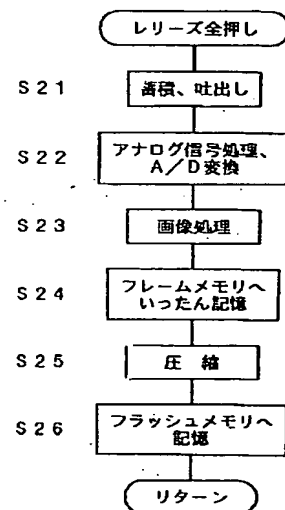 レリーズ全押し
S21
蓄積、吐出し
S22
アナログ信号処理、
A/D変換
S23
画像処理
S24
フレームメモリへ
いったん記憶
S25
圧 縮
S26
フラッシュメモリへ
記憶
リターン